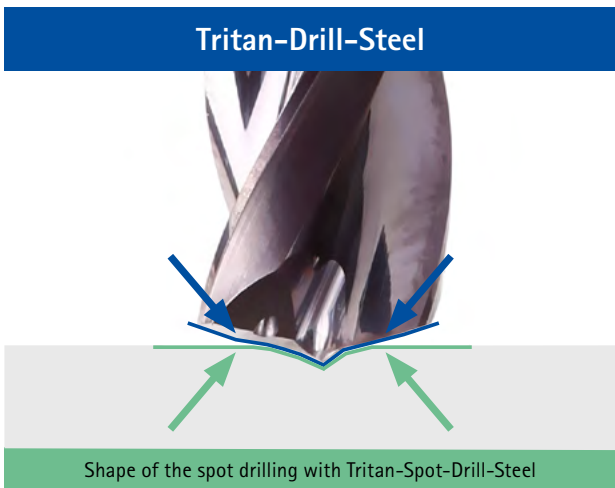 Tritan-Drill-Steel
Shape of the spot drilling with Tritan-Spot-Drill-Steel